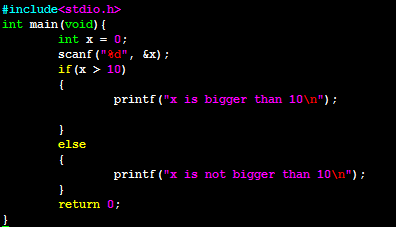 #include<stdio.h>
int main(void){
        int x = 0;
        scanf("%d", &x);
        if(x > 10)
        {
                printf("x is bigger than 10\n");

        }
        else
        {
                printf("x is not bigger than 10\n");
        }
        return 0;
}